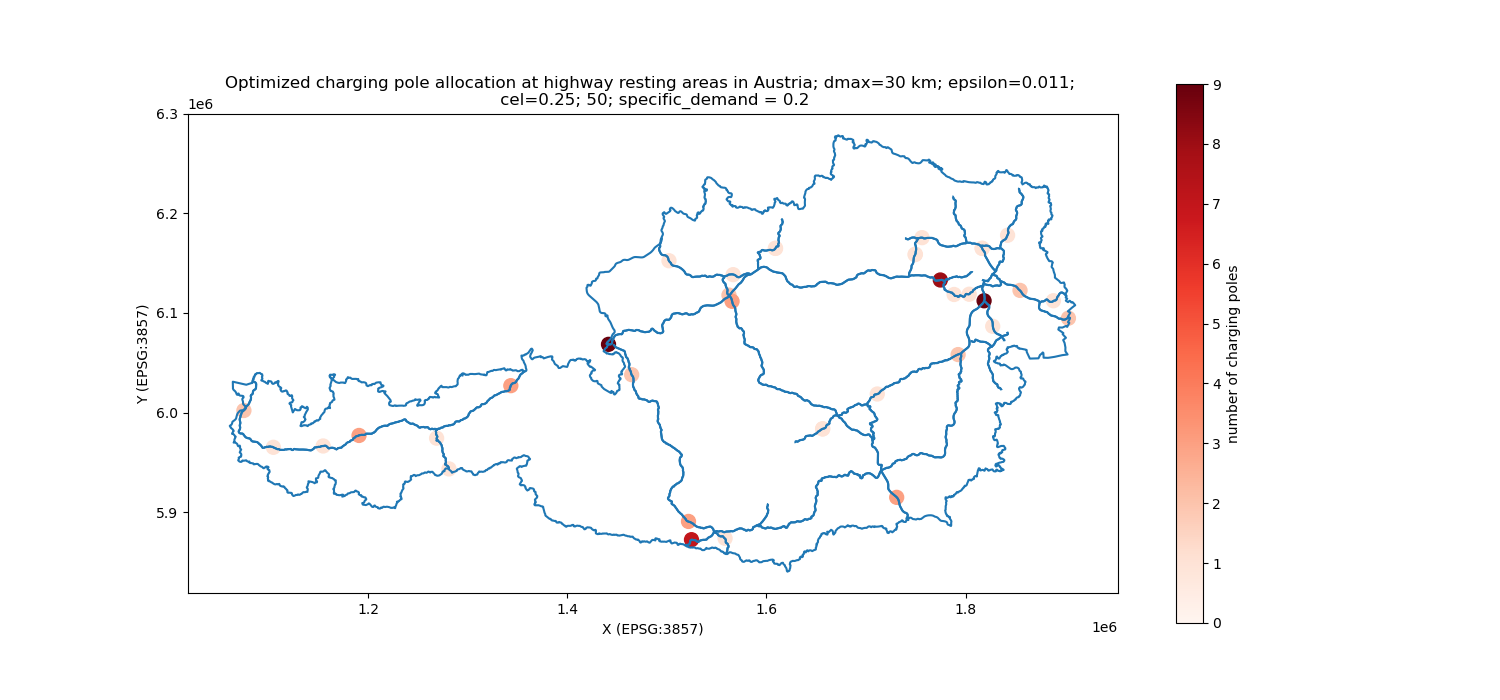 Optimized charging pole allocation at highway resting areas in Austria; dmax=30 km; epsilon=0.011;
cel=0.25; 50; specific_demand = 0.2
1e6
6.3
6.2
6.1
6.0
5.9
Y (EPSG:3857)
1.2
1.4
1.6
1.8
X (EPSG:3857)
1e6
9
8
7
6
5
4
3
2
1
0
number of charging poles